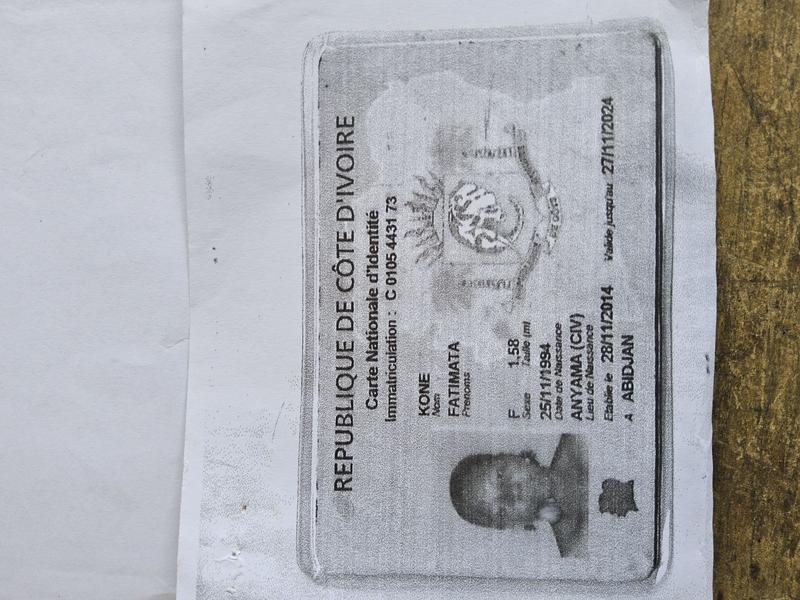 REPUBLIQUE DE CÔTE D'IVOIRE
Carte Nationale d'Identité
Immatriculation : C 0105 4431 73
KONE
Nom
FATIMATA
Prénoms
F 1,58
Sexe Taille (m)
25/11/1994
Date de Naissance
ANYAMA (CIV)
Lieu de Naissance
Etablie le 28/11/2014 Valide jusqu'au 27/11/2024
A ABIDJAN